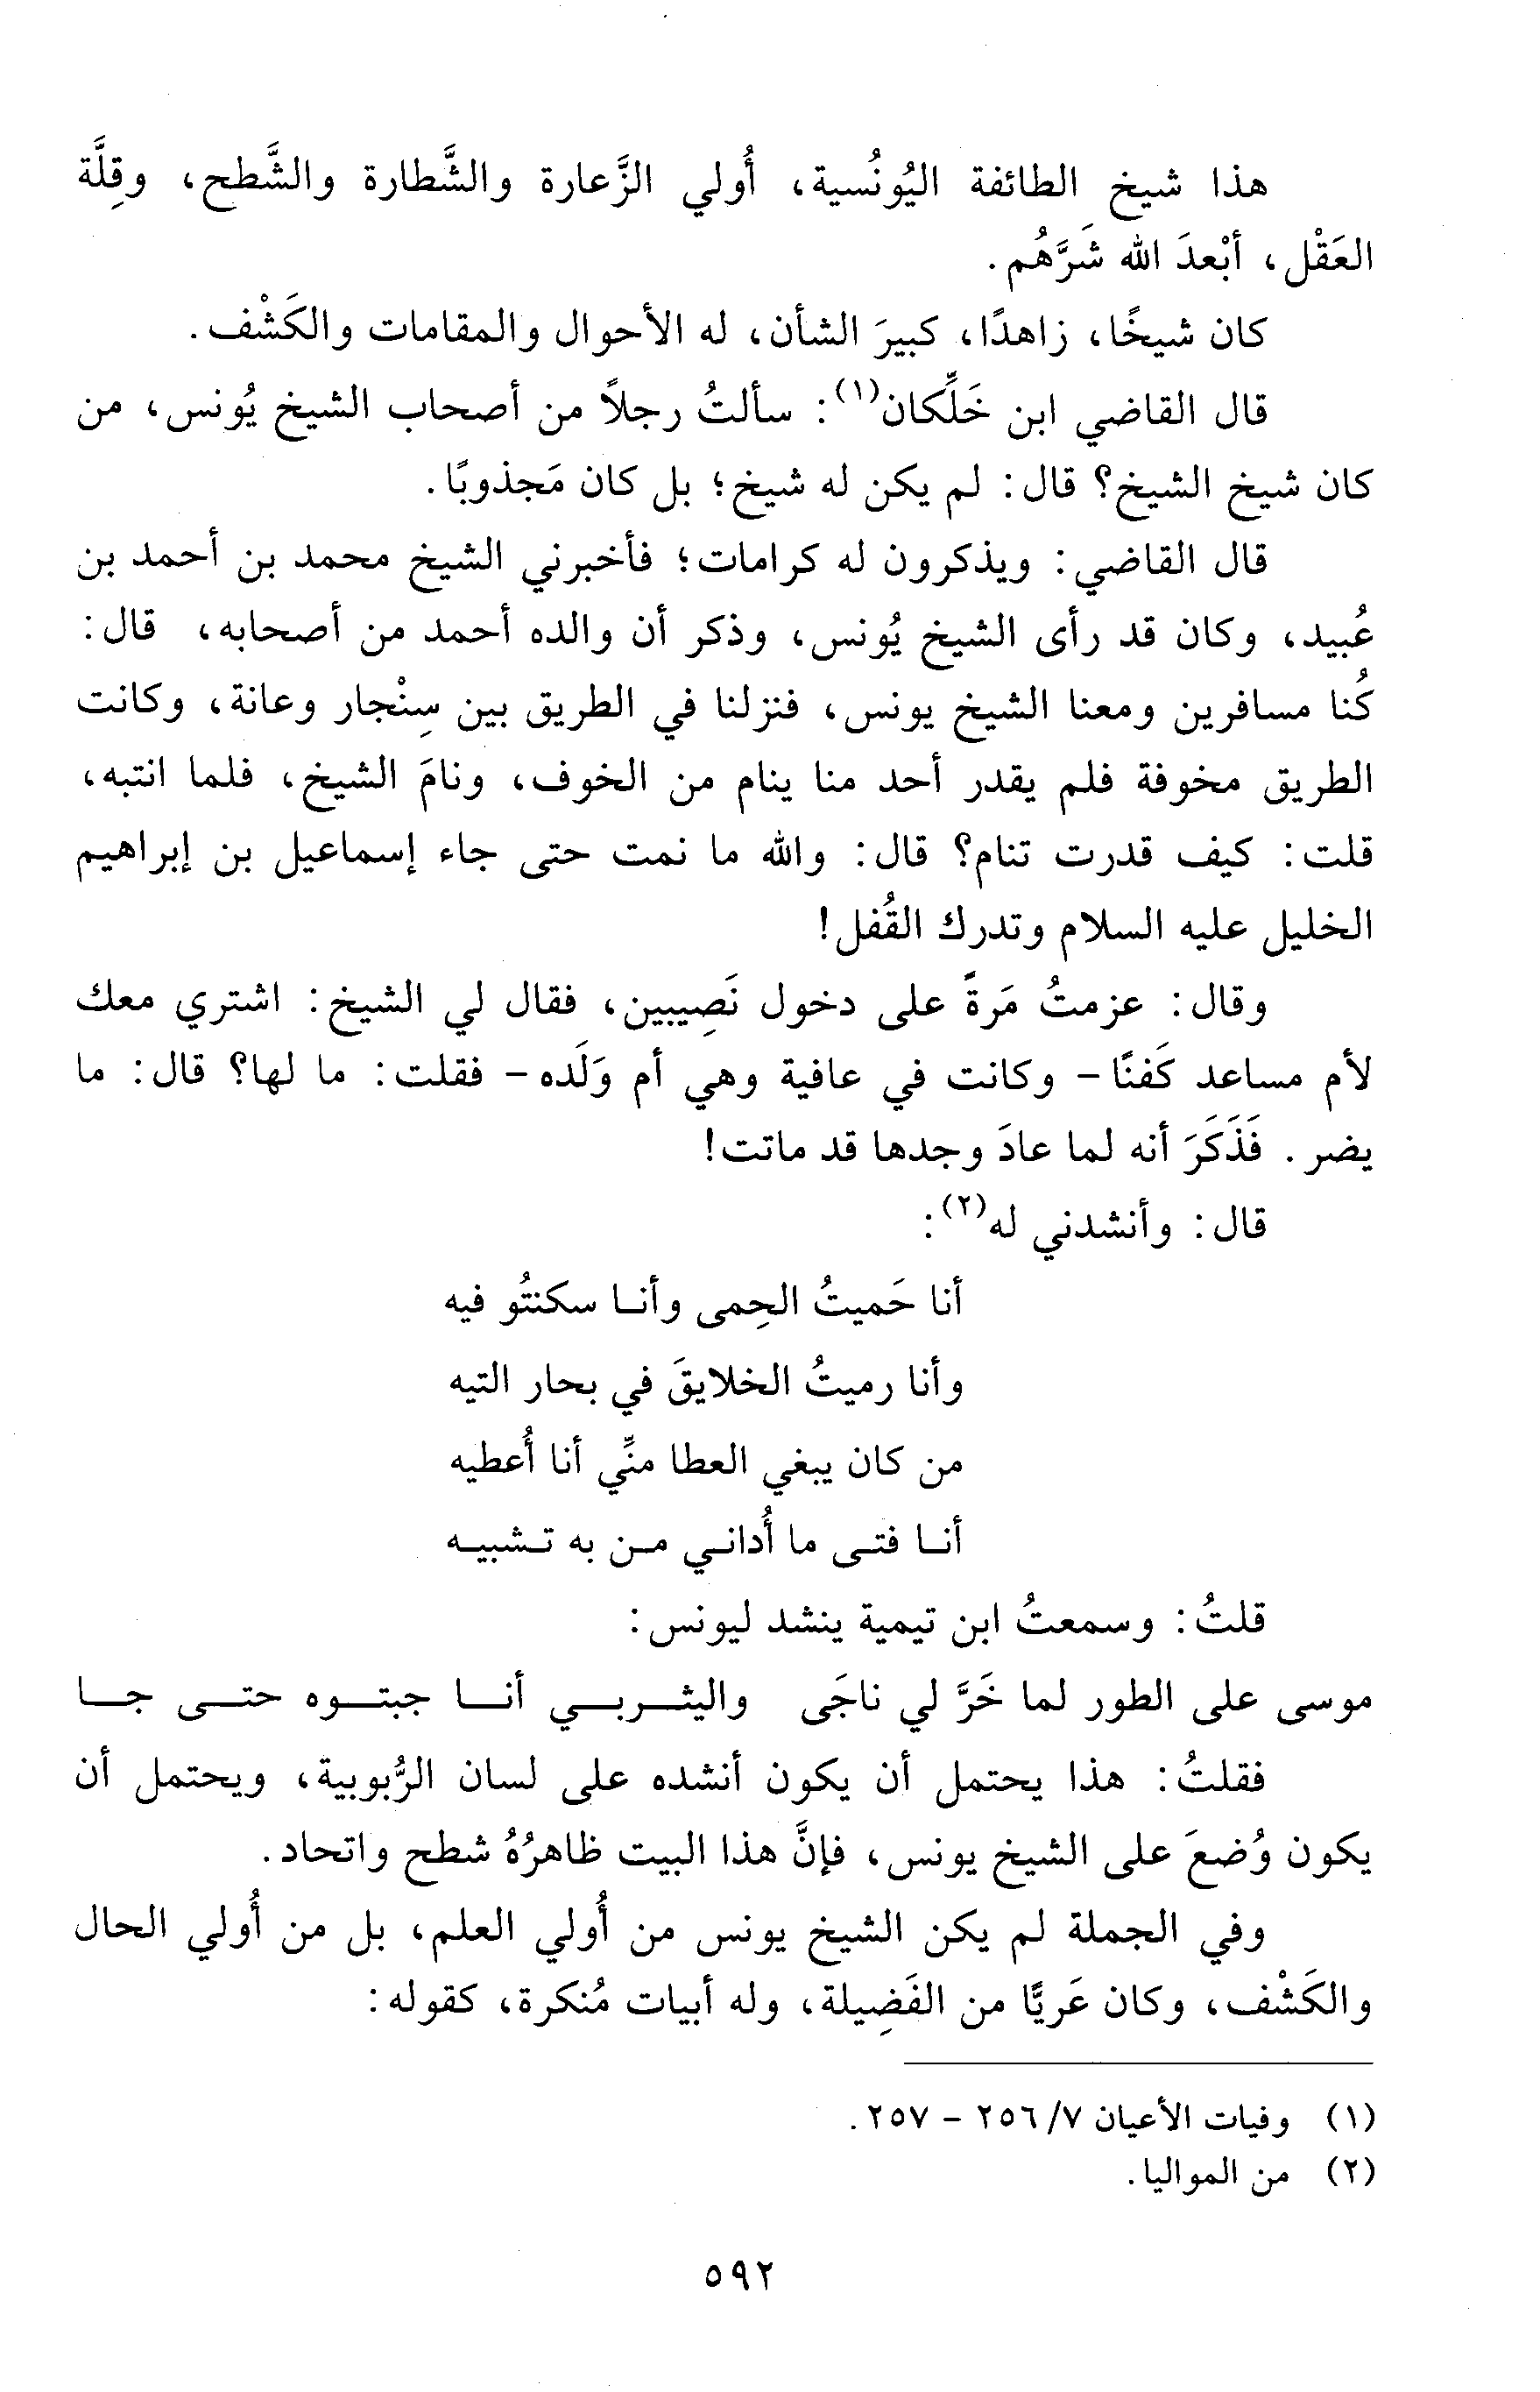 هذا شيخ الطائفة اليُونُسية، أُولي الزَّعارة والشَّطارة والشَّطح، وقِلَّة
العَقْل، أبْعدَ الله شَرَّهُم.
كان شيخًا، زاهدًا، كبيرَ الشأن، له الأحوال والمقامات والكَشْف.
قال القاضي ابن خَلِّكان(١): سألتُ رجلاً من أصحاب الشيخ يُونس، من
كان شيخ الشيخ؟ قال: لم يكن له شيخ؛ بل كان مَجذوبًا.
قال القاضي: ويذكرون له كرامات؛ فأخبرني الشيخ محمد بن أحمد بن
عُبيد، وكان قد رأى الشيخ يُونس، وذكر أن والده أحمد من أصحابه، قال:
كُنا مسافرين ومعنا الشيخ يونس، فنزلنا في الطريق بين سِنْجار وعانة، وكانت
الطريق مخوفة فلم يقدر أحد منا ينام من الخوف، ونامَ الشيخ، فلما انتبه،
قلت: كيف قدرت تنام؟ قال: والله ما نمت حتى جاء إسماعيل بن إبراهيم
الخليل عليه السلام وتدرك القُفل!
وقال: عزمتُ مَرةً على دخول نَصِيبين، فقال لي الشيخ: اشتري معك
لأم مساعد كَفنًا - وكانت في عافية وهي أم وَلَده - فقلت: ما لها؟ قال: ما
يضر. فَذَكَرَ أنه لما عادَ وجدها قد ماتت!
قال: وأنشدني له(٢):
أنا حَميتُ الحِمى وأنـا سكنتُو فيه
وأنا رميتُ الخلايقَ في بحار التيه
من كان يبغي العطا منِّي أنا أُعطيه
أنـا فتـى ما أُدانـي مـن به تـشبيـه
قلتُ: وسمعتُ ابن تيمية ينشد ليونس:
موسى على الطور لما خَرَّ لي ناجَى واليثـربـي أنـا جبتـوه حتـى جـا
فقلتُ: هذا يحتمل أن يكون أنشده على لسان الرُّبوبية، ويحتمل أن
يكون وُضعَ على الشيخ يونس، فإنَّ هذا البيت ظاهرُهُ شطح واتحاد.
وفي الجملة لم يكن الشيخ يونس من أُولي العلم، بل من أُولي الحال
والكَشْف، وكان عَريًّا من الفَضِيلة، وله أبيات مُنكرة، كقوله:
(١) وفيات الأعيان ٧/ ٢٥٦ - ٢٥٧.
(٢) من المواليا.
٥٩٢